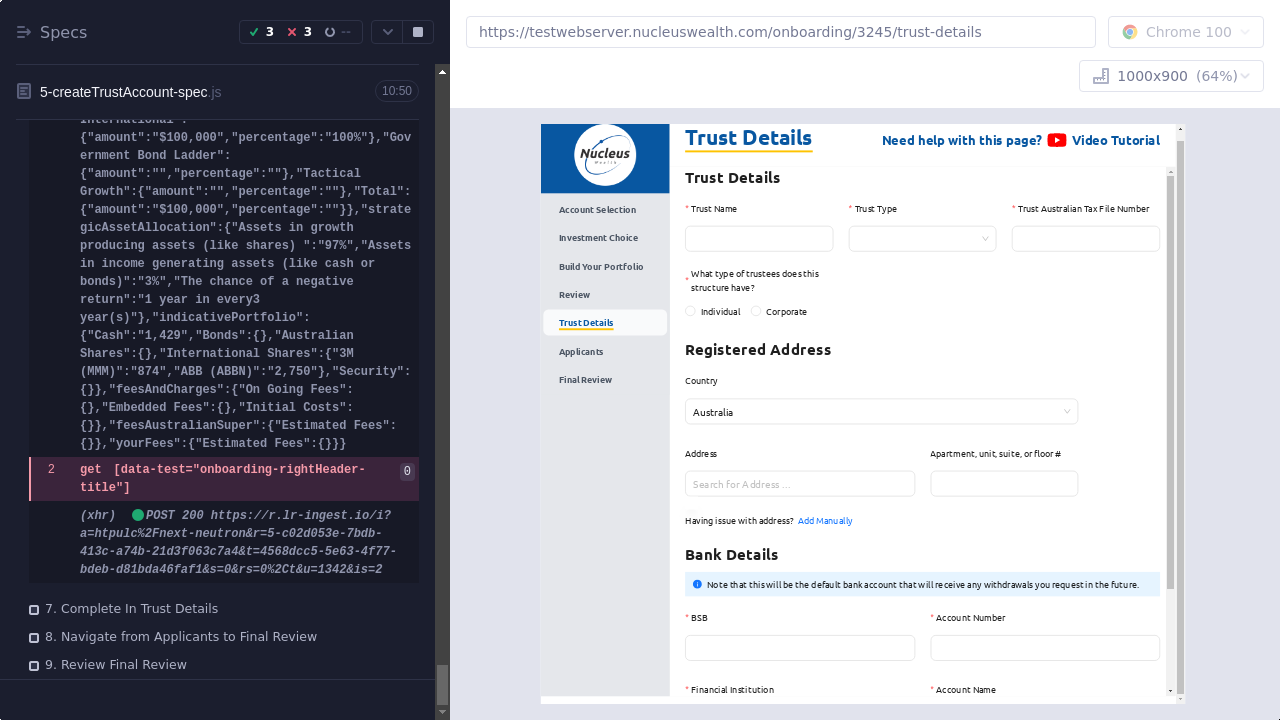 Specs
3
3
--
5-createTrustAccount-spec.js
10:50
International":
{"amount":"$100,000","percentage":"100%"},"Gov
ernment Bond Ladder":
{"amount":"","percentage":""},"Tactical
Growth":{"amount":"","percentage":""},"Total":
{"amount":"$100,000","percentage":""}},"strate
gicAssetAllocation":{"Assets in growth
producing assets (like shares) ":"97%","Assets
in income generating assets (like cash or
bonds)":"3%","The chance of a negative
return":"1 year in every3
year(s)"},"indicativePortfolio":
{"Cash":"1,429","Bonds":{},"Australian
Shares":{},"International Shares":{"3M
(MMM)":"874","ABB (ABBN)":"2,750"},"Security":
{}},"feesAndCharges":{"On Going Fees":
{},"Embedded Fees":{},"Initial Costs":
{}},"feesAustralianSuper":{"Estimated Fees":
{}},"yourFees":{"Estimated Fees":{}}}
2 get [data-test="onboarding-rightHeader-
title"]
0
(xhr) POST 200 https://r.lr-ingest.io/i?
a=htpulc%2Fnext-neutron&r=5-c02d053e-7bdb-
413c-a74b-21d3f063c7a4&t=4568dcc5-5e63-4f77-
bdeb-d81bda46faf1&s=0&rs=0%2Ct&u=1342&is=2
7. Complete In Trust Details
8. Navigate from Applicants to Final Review
9. Review Final Review
https://testwebserver.nucleuswealth.com/onboarding/3245/trust-details
Chrome 100
1000x900 (64%)
Nucleus
Wealth
Account Selection
Investment Choice
Build Your Portfolio
Review
Trust Details
Applicants
Final Review
Trust Details
Need help with this page? Video Tutorial
Trust Details
* Trust Name
* Trust Type
* Trust Australian Tax File Number
* What type of trustees does this
structure have?
Individual
Corporate
Registered Address
Country
Australia
Address
Apartment, unit, suite, or floor #
Search for Address ...
Having issue with address? Add Manually
Bank Details
Note that this will be the default bank account that will receive any withdrawals you request in the future.
* BSB
* Account Number
* Financial Institution
* Account Name